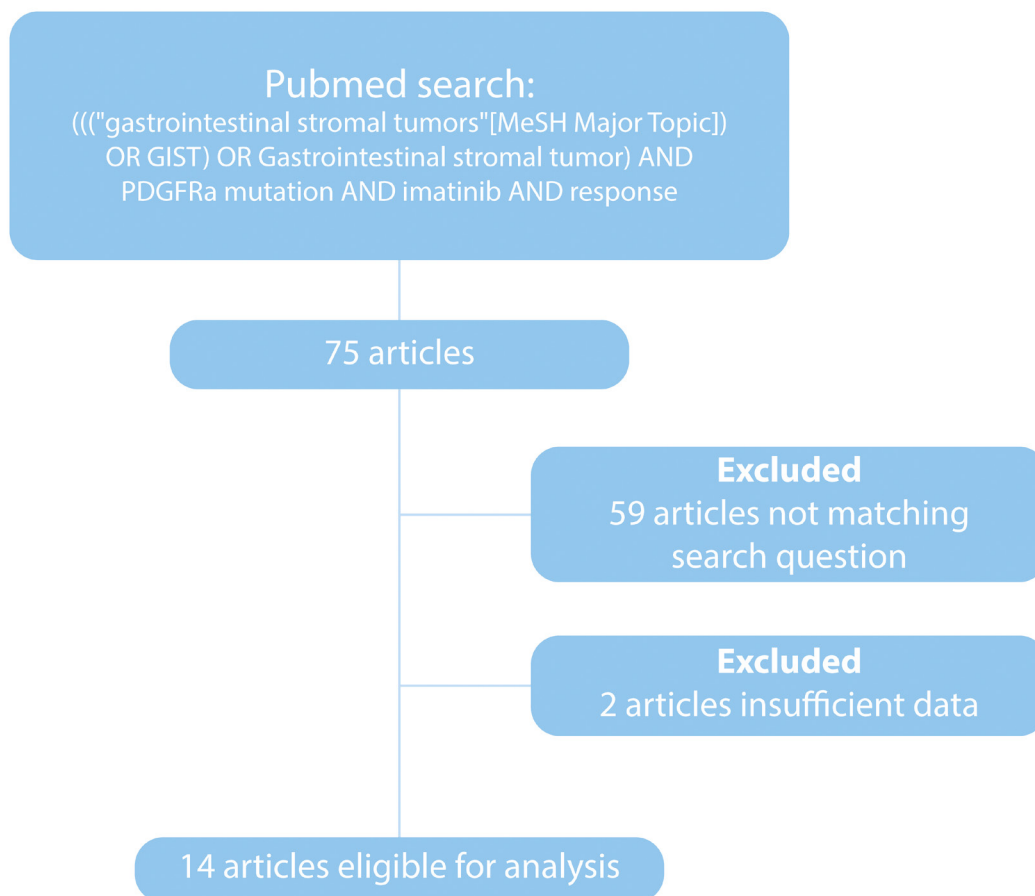 Pubmed search:
((("gastrointestinal stromal tumors"[MeSH Major Topic])
OR GIST) OR Gastrointestinal stromal tumor) AND
PDGFRa mutation AND imatinib AND response
75 articles
Excluded
59 articles not matching
search question
Excluded
2 articles insufficient data
14 articles eligible for analysis